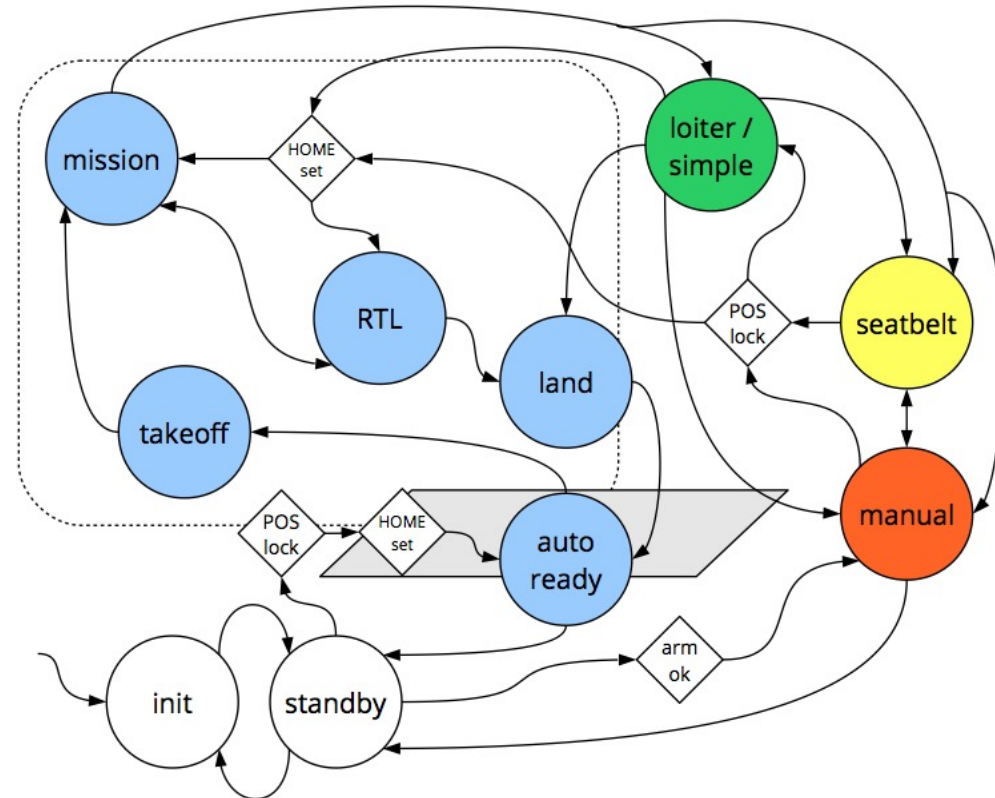 mission
HOME
set
loiter /
simple
RTL
POS
lock
seatbelt
land
takeoff
POS
lock
HOME
set
auto
ready
manual
arm
ok
init
standby